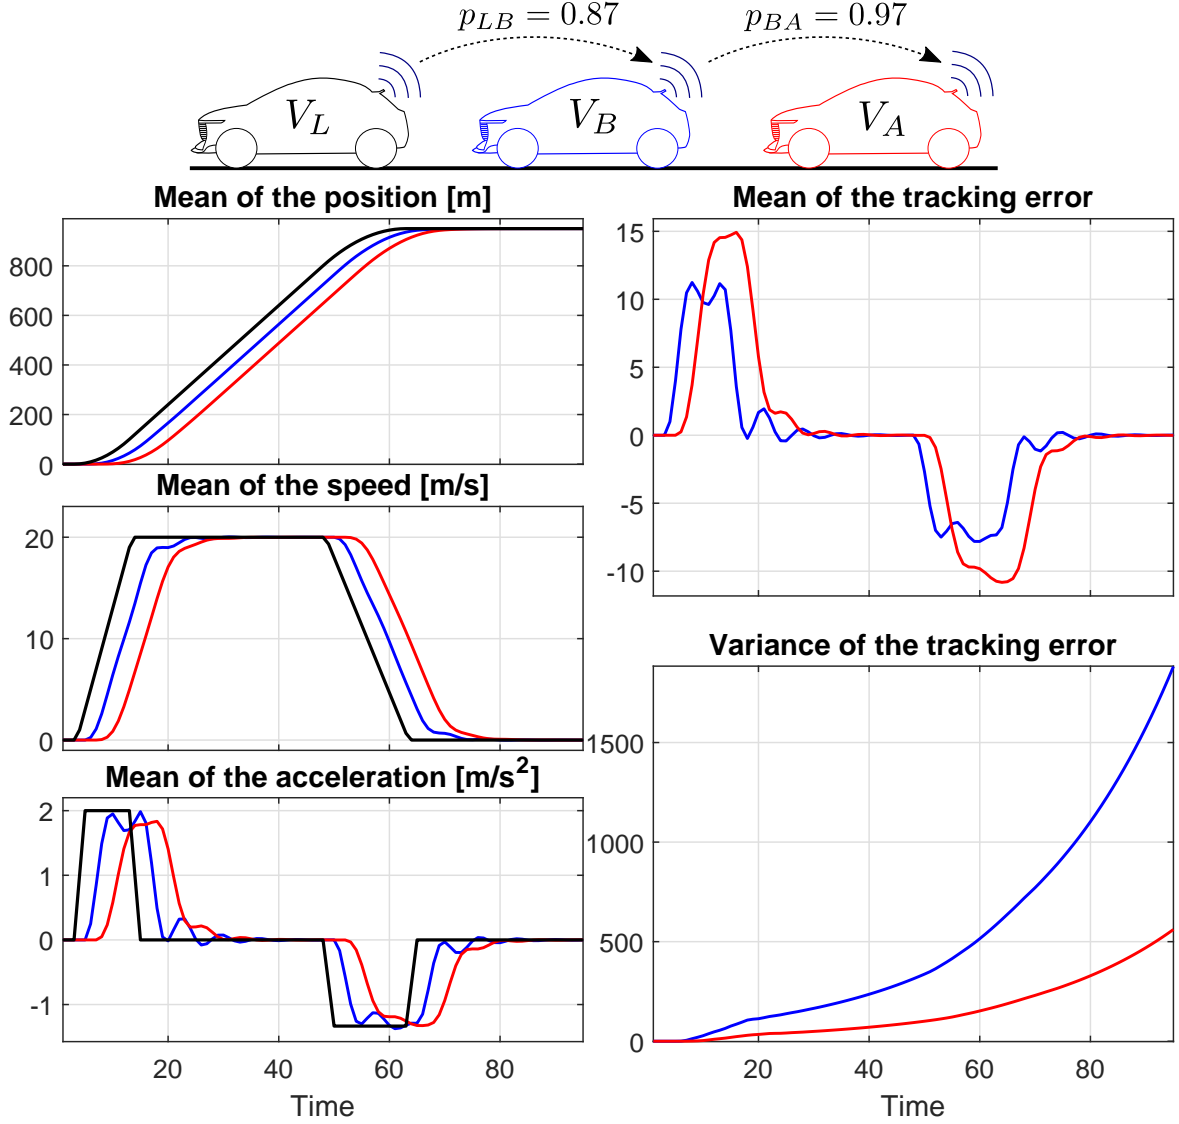 p_{LB} = 0.87
p_{BA} = 0.97
V_L
V_B
V_A
Mean of the position [m]
800
600
400
200
0
Mean of the speed [m/s]
20
10
0
Mean of the acceleration [m/s²]
2
1
0
-1
20
40
60
80
Time
Mean of the tracking error
15
10
5
0
-5
-10
Variance of the tracking error
1500
1000
500
0
20
40
60
80
Time